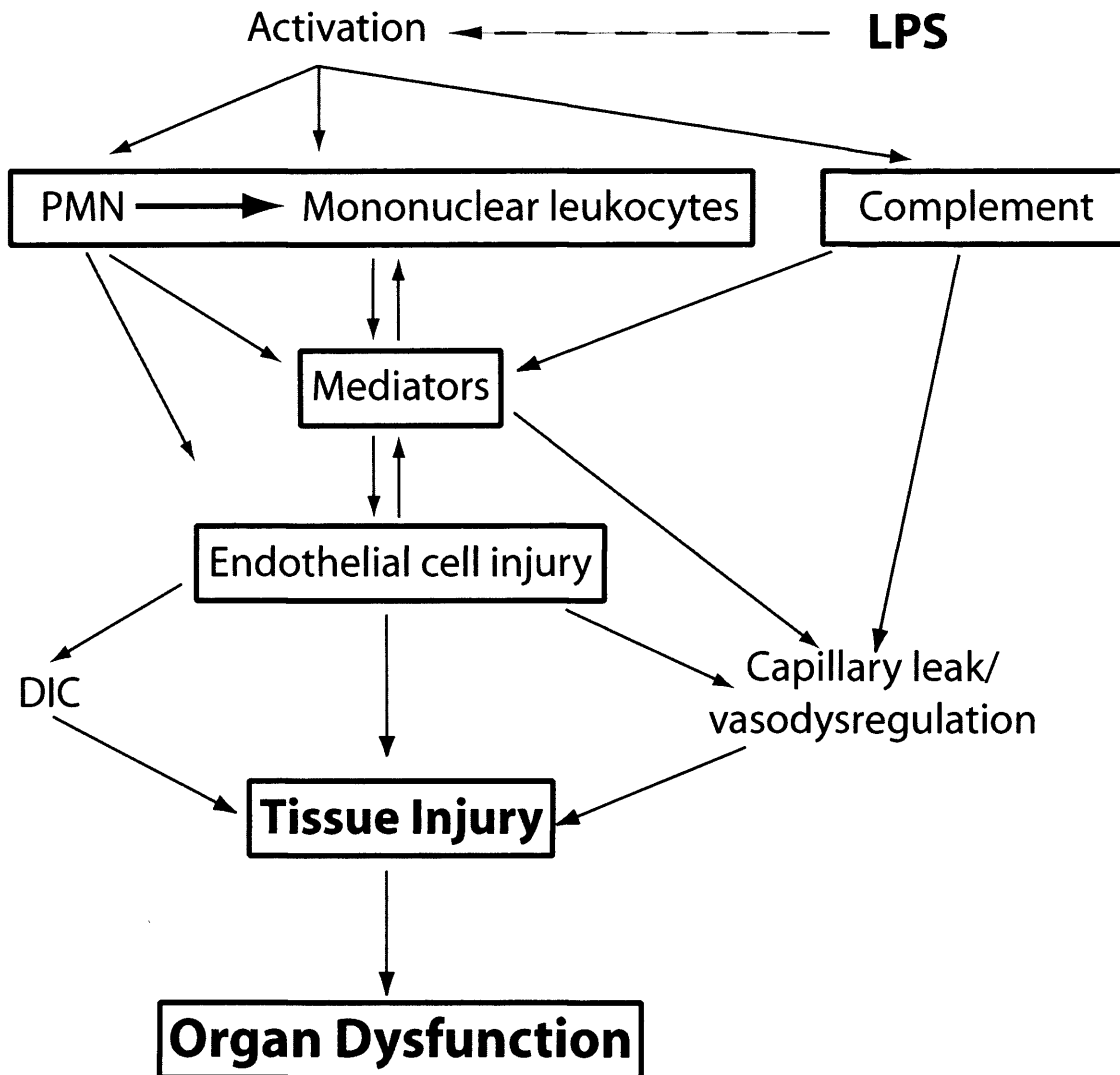 Activation
LPS
PMN
Mononuclear leukocytes
Complement
Mediators
Endothelial cell injury
DIC
Capillary leak/
vasodysregulation
Tissue Injury
Organ Dysfunction